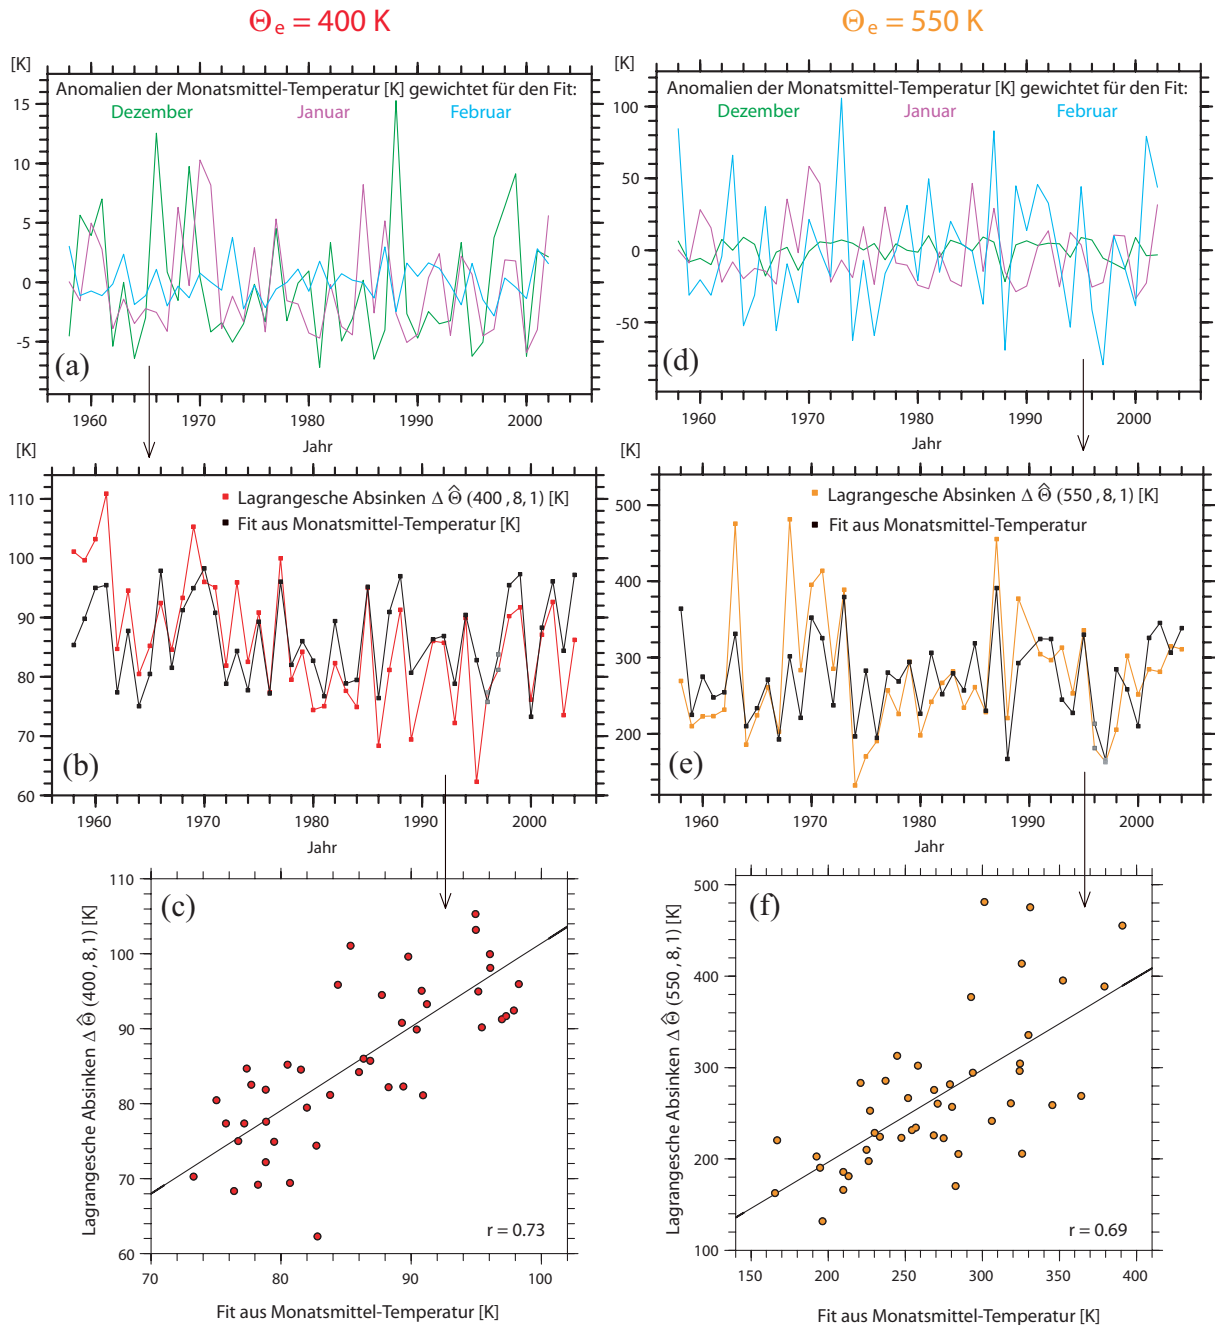 Θe = 400 K
Θe = 550 K
[K]
Anomalien der Monatsmittel-Temperatur [K] gewichtet für den Fit:
Dezember Januar Februar
15
10
5
0
-5
(a)
1960 1970 1980 1990 2000
Jahr
[K]
Anomalien der Monatsmittel-Temperatur [K] gewichtet für den Fit:
Dezember Januar Februar
100
50
0
-50
(d)
1960 1970 1980 1990 2000
Jahr
[K]
Lagrangesche Absinken Δ Θ̂ (400 , 8, 1) [K]
Fit aus Monatsmittel-Temperatur [K]
110
100
90
80
70
60
(b)
1960 1970 1980 1990 2000
Jahr
[K]
Lagrangesche Absinken Δ Θ̂ (550 , 8, 1) [K]
Fit aus Monatsmittel-Temperatur
500
400
300
200
(e)
1960 1970 1980 1990 2000
Jahr
Lagrangesche Absinken Δ Θ̂ (400 , 8, 1) [K]
110
100
90
80
70
60
(c)
r = 0.73
70 80 90 100
Fit aus Monatsmittel-Temperatur [K]
Lagrangesche Absinken Δ Θ̂ (550 , 8, 1) [K]
500
400
300
200
100
(f)
r = 0.69
150 200 250 300 350 400
Fit aus Monatsmittel-Temperatur [K]